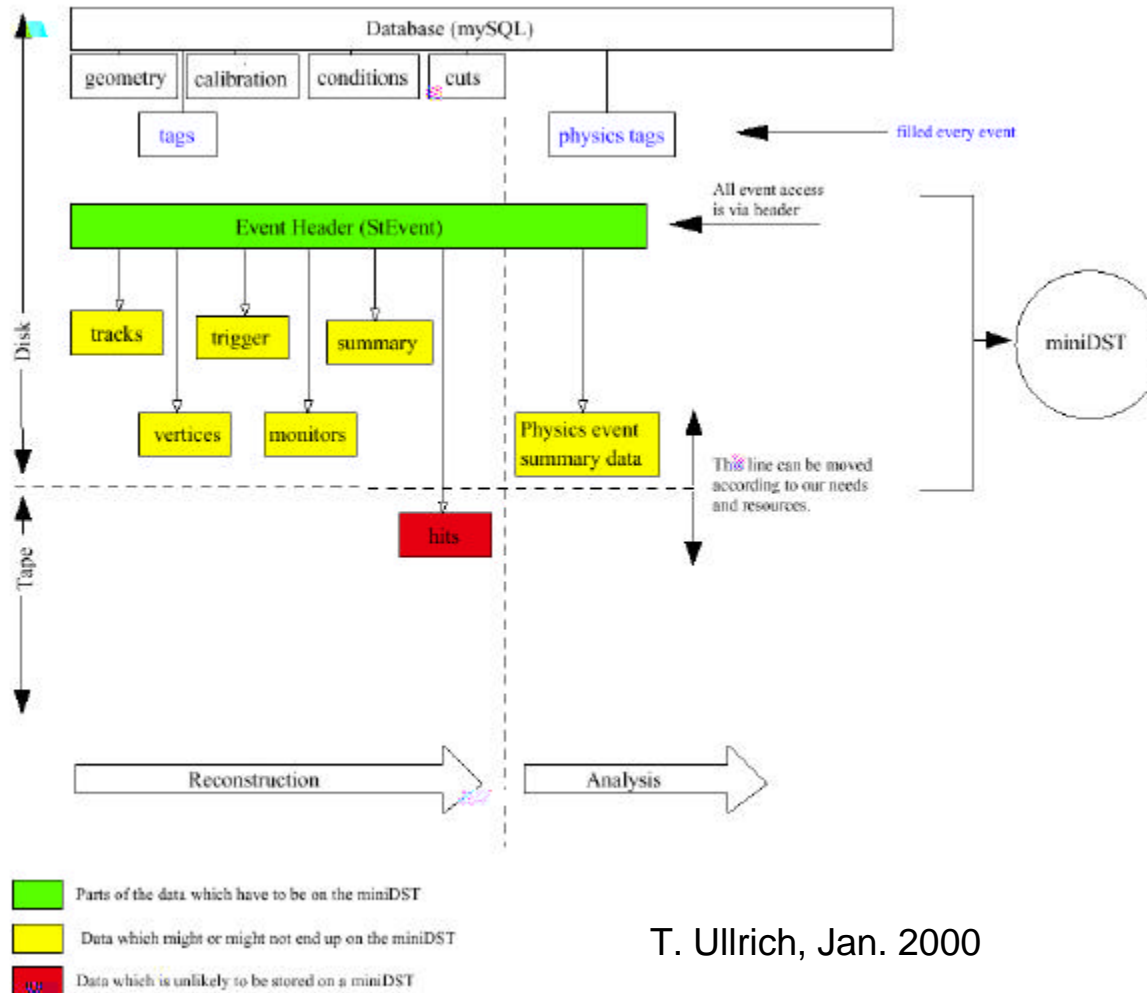 Database (mySQL)
geometry
calibration
conditions
cuts
tags
physics tags
filled every event
All event access
is via header
Event Header (StEvent)
Disk
tracks
trigger
summary
miniDST
vertices
monitors
Physics event
summary data
This line can be moved
according to our needs
and resources.
hits
Tape
Reconstruction
Analysis
Parts of the data which have to be on the miniDST
Data which might or might not end up on the miniDST
Data which is unlikely to be stored on a miniDST
T. Ullrich, Jan. 2000